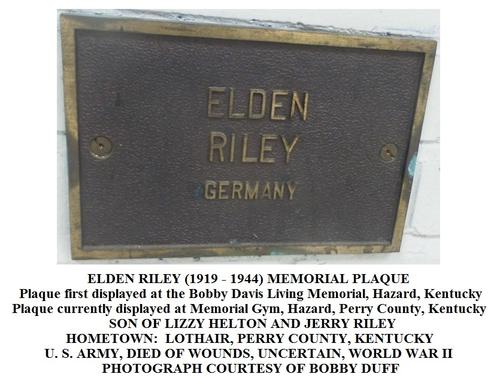 ELDEN
RILEY
GERMANY
ELDEN RILEY (1919 - 1944) MEMORIAL PLAQUE
Plaque first displayed at the Bobby Davis Living Memorial, Hazard, Kentucky
Plaque currently displayed at Memorial Gym, Hazard, Perry County, Kentucky
SON OF LIZZY HELTON AND JERRY RILEY
HOMETOWN:  LOTHAIR, PERRY COUNTY, KENTUCKY
U. S. ARMY, DIED OF WOUNDS, UNCERTAIN, WORLD WAR II
PHOTOGRAPH COURTESY OF BOBBY DUFF